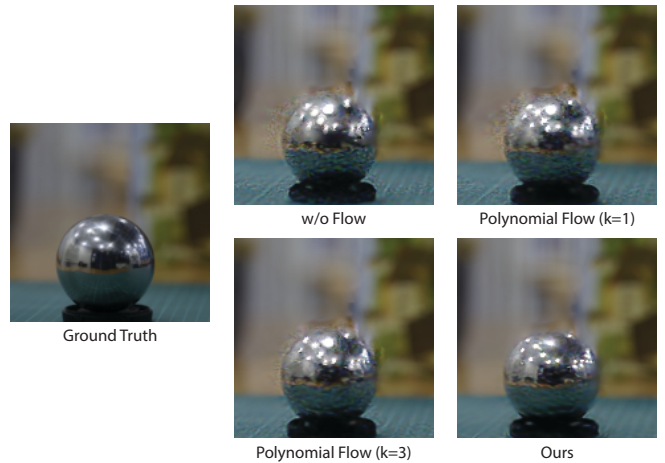 w/o Flow
Polynomial Flow (k=1)
Ground Truth
Polynomial Flow (k=3)
Ours